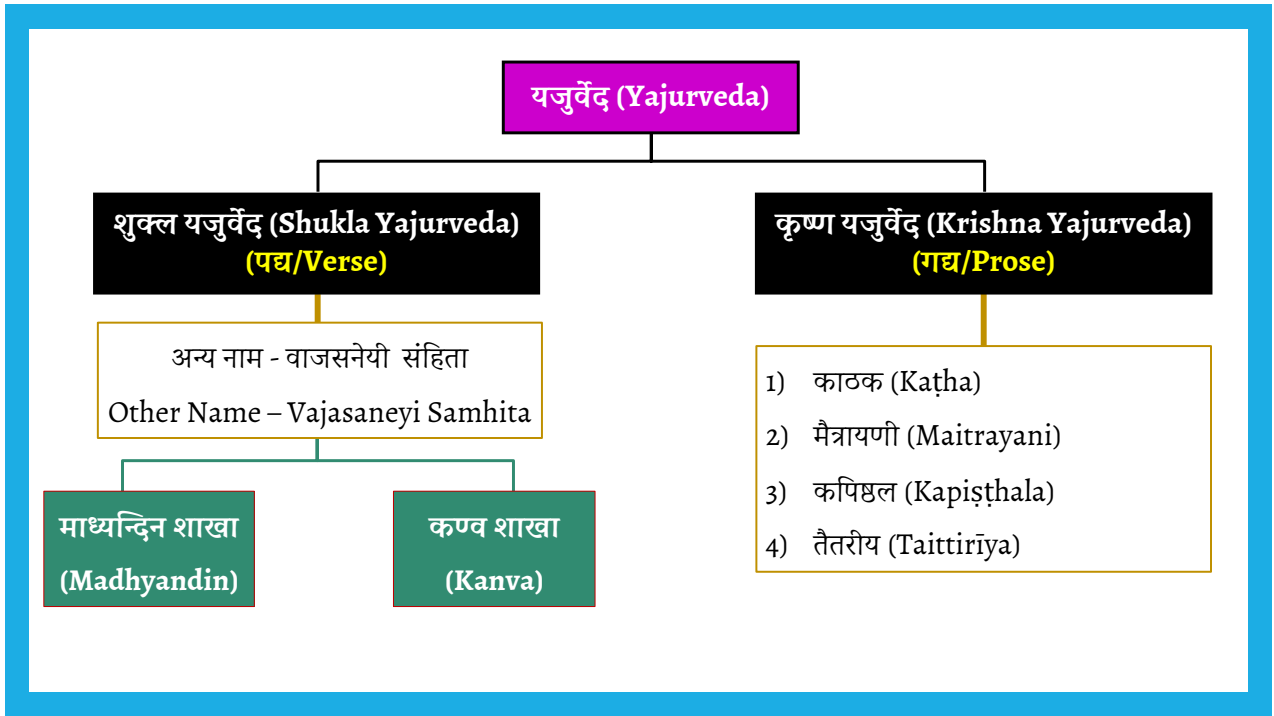 यजुर्वेद (Yajurveda)
शुक्ल यजुर्वेद (Shukla Yajurveda)
(पद्य/Verse)
अन्य नाम - वाजसनेयी संहिता
Other Name – Vajasaneyi Samhita
माध्यन्दिन शाखा
(Madhyandin)
कण्व शाखा
(Kanva)
कृष्ण यजुर्वेद (Krishna Yajurveda)
(गद्य/Prose)
1) काठक (Kaṭha)
2) मैत्रायणी (Maitrayani)
3) कपिष्ठल (Kapiṣṭhala)
4) तैतरीय (Taittirīya)